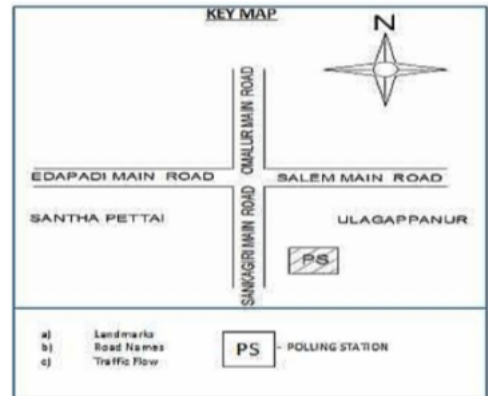 KEY MAP
N
OMALUR MAIN ROAD
EDAPADI MAIN ROAD
SALEM MAIN ROAD
SANTHA PETTAI
SANKAGIRI MAIN ROAD
ULAGAPPANUR
PS
a) Landmarks
b) Road Names
c) Traffic Flow
PS - POLLING STATION